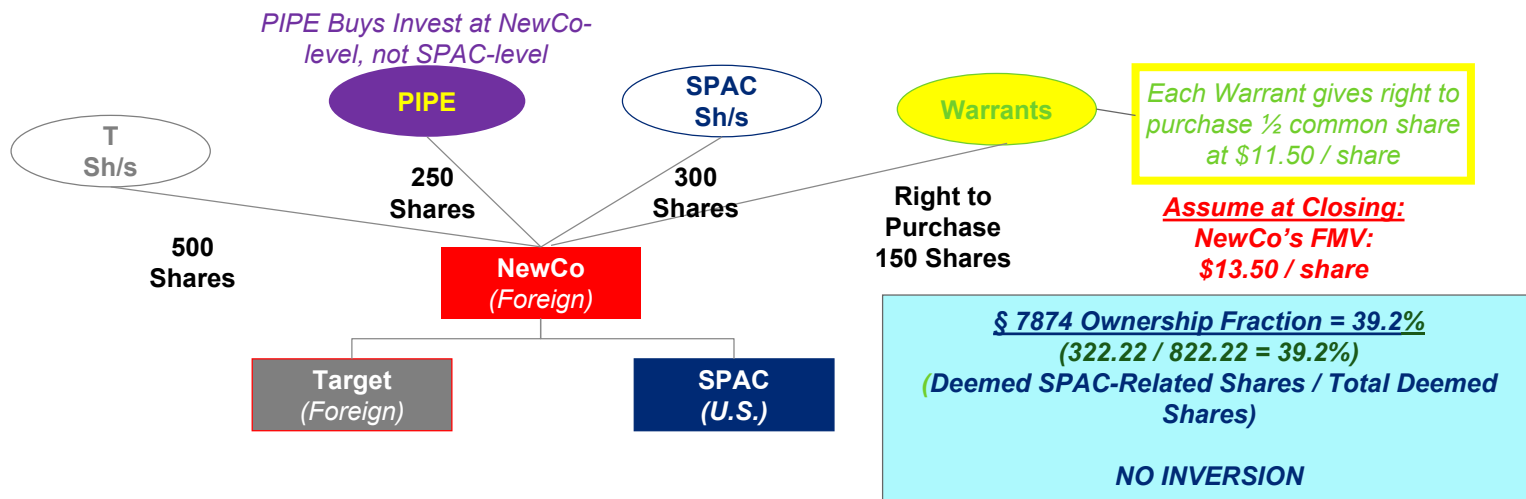 PIPE Buys Invest at NewCo-
level, not SPAC-level
T
Sh/s
PIPE
SPAC
Sh/s
Warrants
Each Warrant gives right to
purchase ½ common share
at $11.50 / share
500
Shares
250
Shares
300
Shares
Right to
Purchase
150 Shares
Assume at Closing:
NewCo's FMV:
$13.50 / share
NewCo
(Foreign)
Target
(Foreign)
SPAC
(U.S.)
§ 7874 Ownership Fraction = 39.2%
(322.22 / 822.22 = 39.2%)
(Deemed SPAC-Related Shares / Total Deemed
Shares)
NO INVERSION